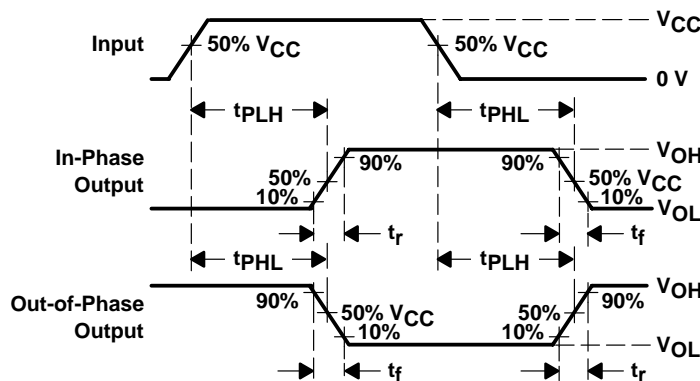 VCC
Input
50% VCC
50% VCC
0 V
tPLH
tPHL
In-Phase
Output
VOH
90%
90%
50%
50% VCC
10%
10%
VOL
tr
tf
tPHL
tPLH
Out-of-Phase
Output
VOH
90%
90%
50% VCC
50%
10%
10%
VOL
tf
tr